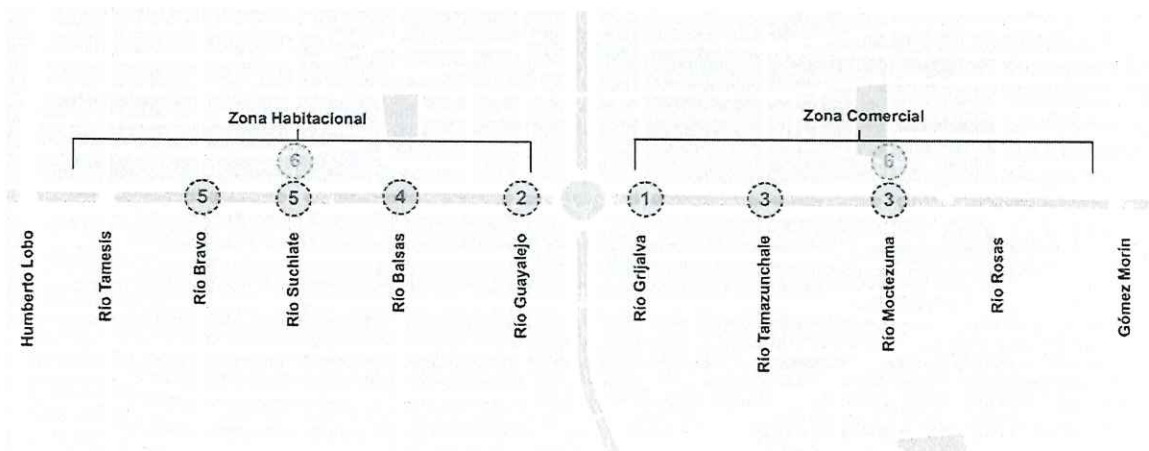 Zona Habitacional
Zona Comercial
6
6
5
5
4
2
1
3
3
Humberto Lobo
Río Tamesis
Río Bravo
Río Suchlate
Río Balsas
Río Guayalejo
Río Grijalva
Río Tamazunchale
Río Moctezuma
Río Rosas
Gómez Morin